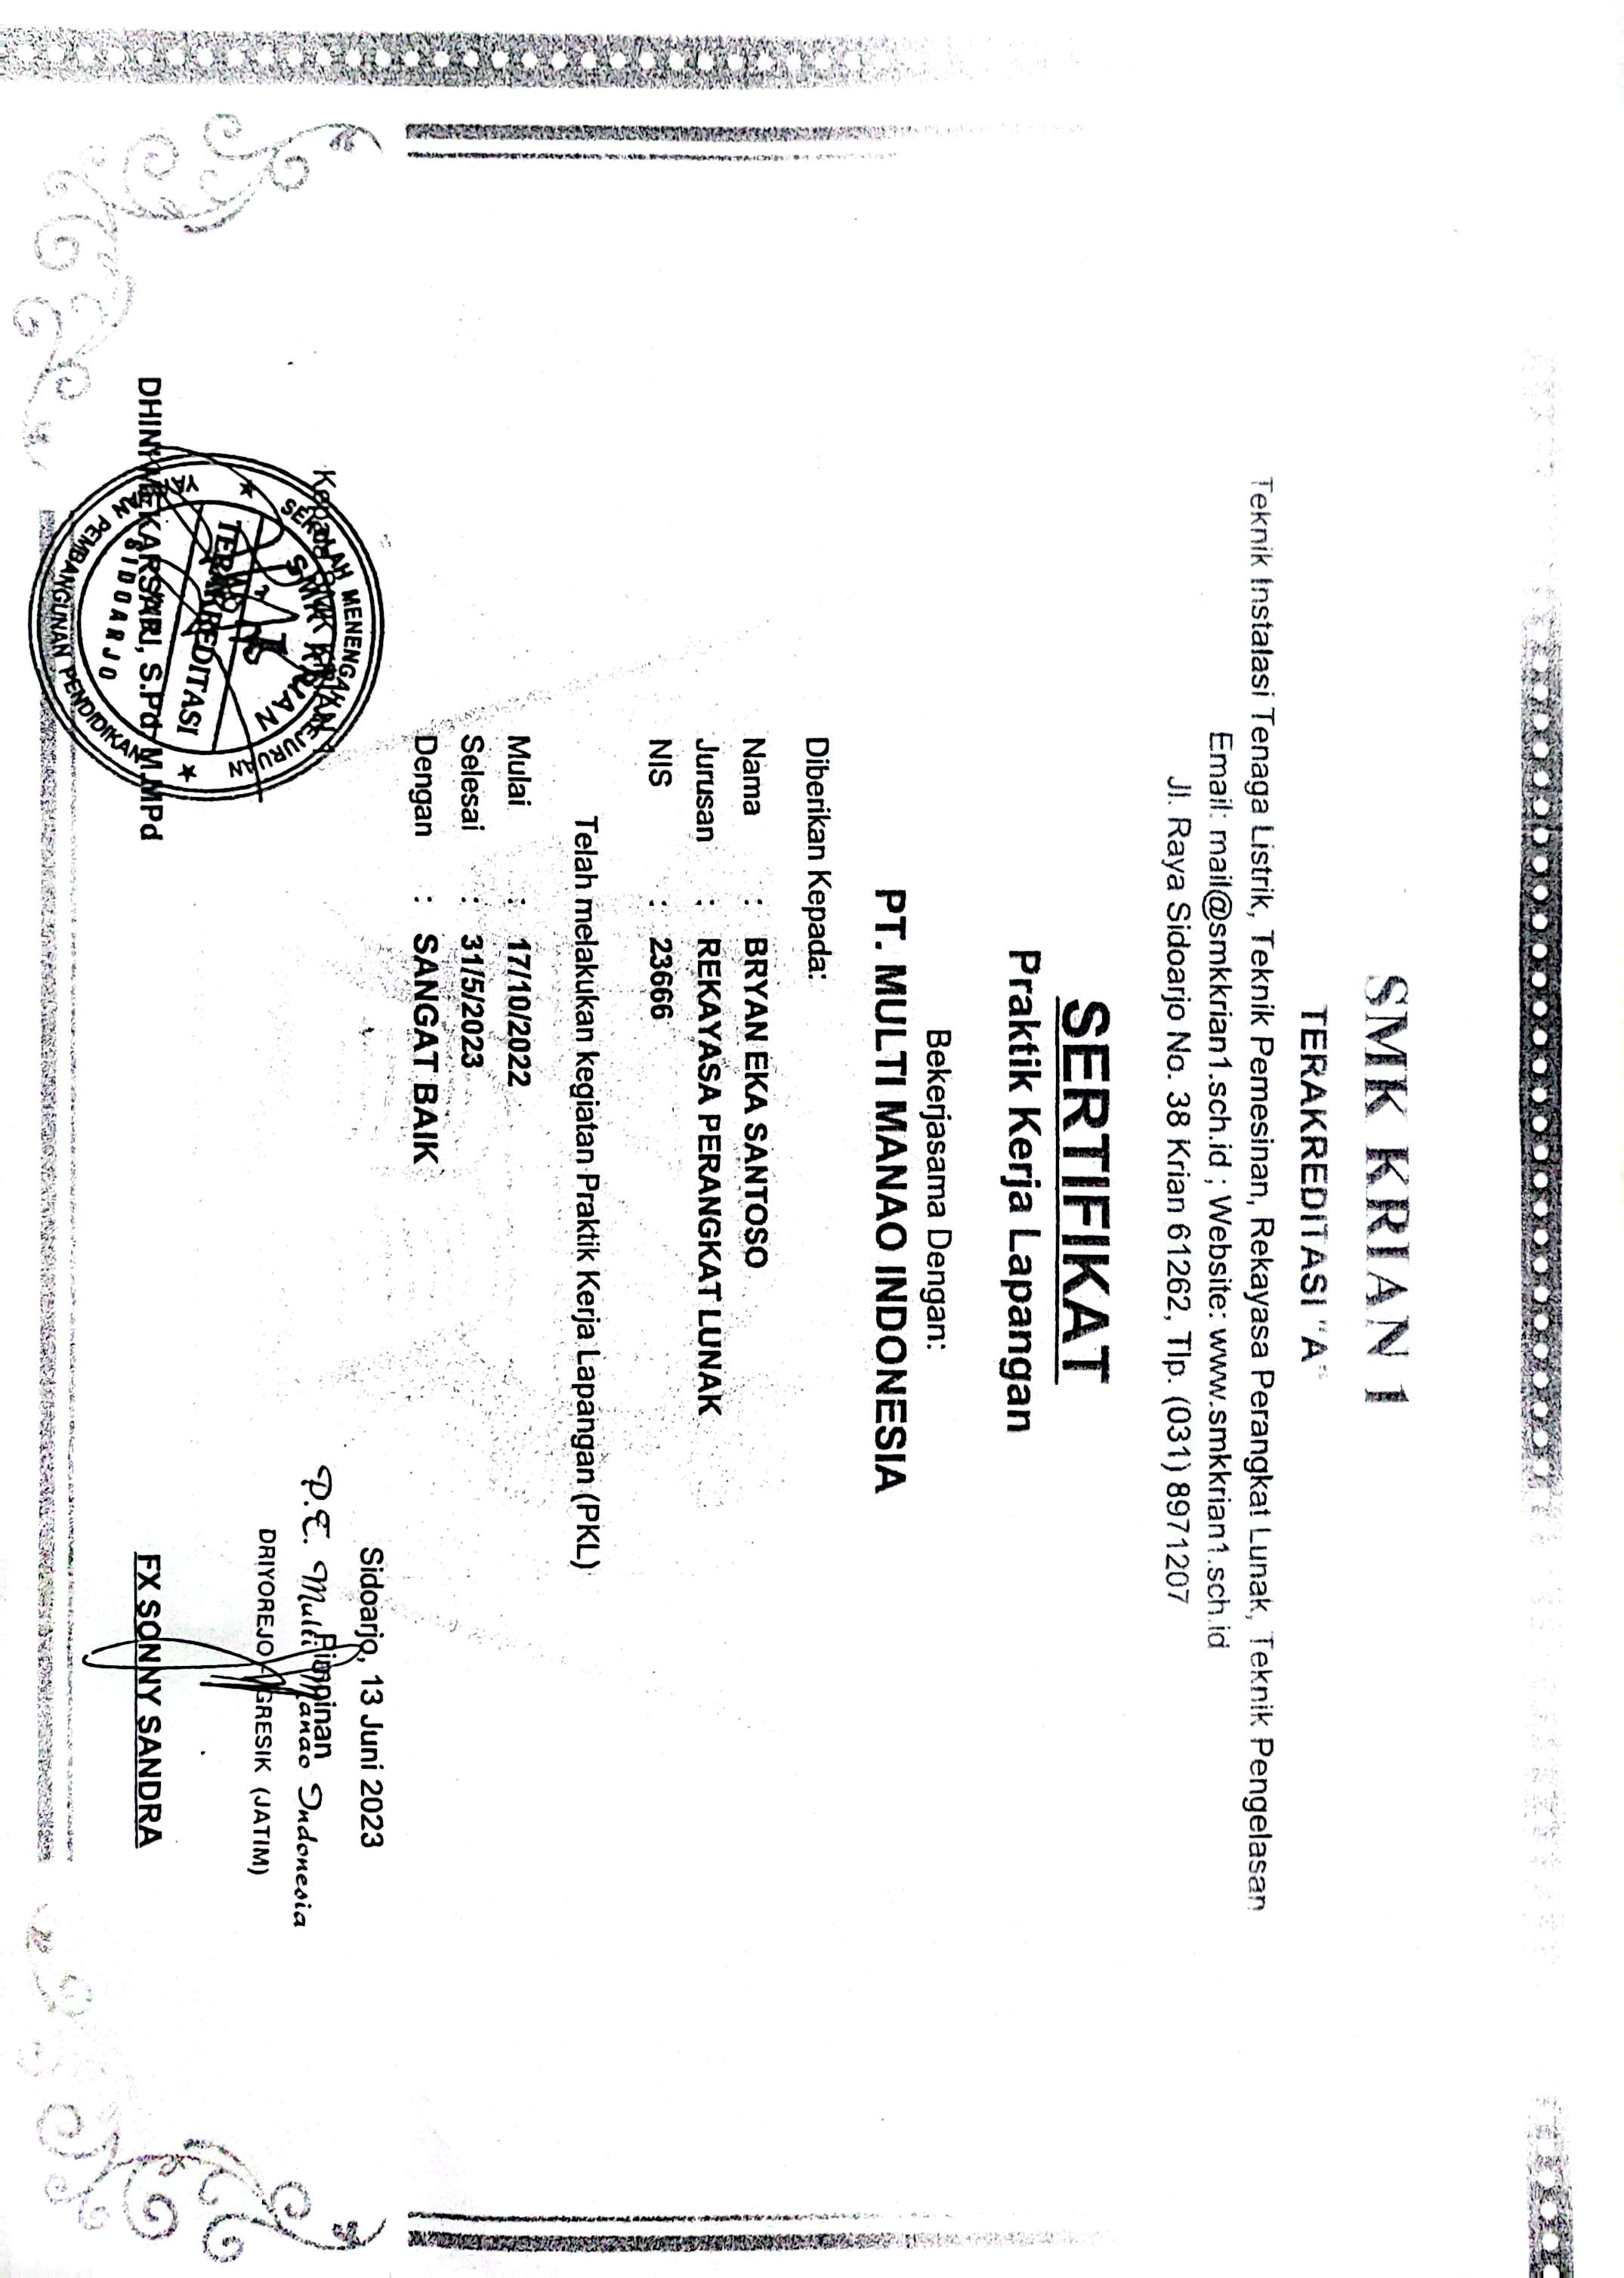 SMK KRIAN 1
TERAKREDITASI "A"
Teknik Instalasi Tenaga Listrik, Teknik Pemesinan, Rekayasa Perangkat Lunak, Teknik Pengelasan
Email: mail@smkkrian1.sch.id ; Website: www.smkkrian1.sch.id
Jl. Raya Sidoarjo No. 38 Krian 61262, Tlp. (031) 8971207
SERTIFIKAT
Praktik Kerja Lapangan
Bekerjasama Dengan:
PT. MULTI MANAO INDONESIA
Diberikan Kepada:
Nama : BRYAN EKA SANTOSO
Jurusan : REKAYASA PERANGKAT LUNAK
NIS : 23666
Telah melakukan kegiatan Praktik Kerja Lapangan (PKL)
Mulai : 17/10/2022
Selesai : 31/5/2023
Dengan : SANGAT BAIK
Sidoarjo, 13 Juni 2023
Kepada SMK KRIAN 1
Pimpinan
P.T. Multi Manao Indonesia
DRIYOREJO - GRESIK (JATIM)
SEKOLAH MENENGAH KEJURUAN
SMK KRIAN
TERAKREDITASI
SIDOARJO
YAYASAN PEMBANGUNAN PENDIDIKAN
DHINI MEKARSARI, S.Pd, M.MPd
FX SONNY SANDRA